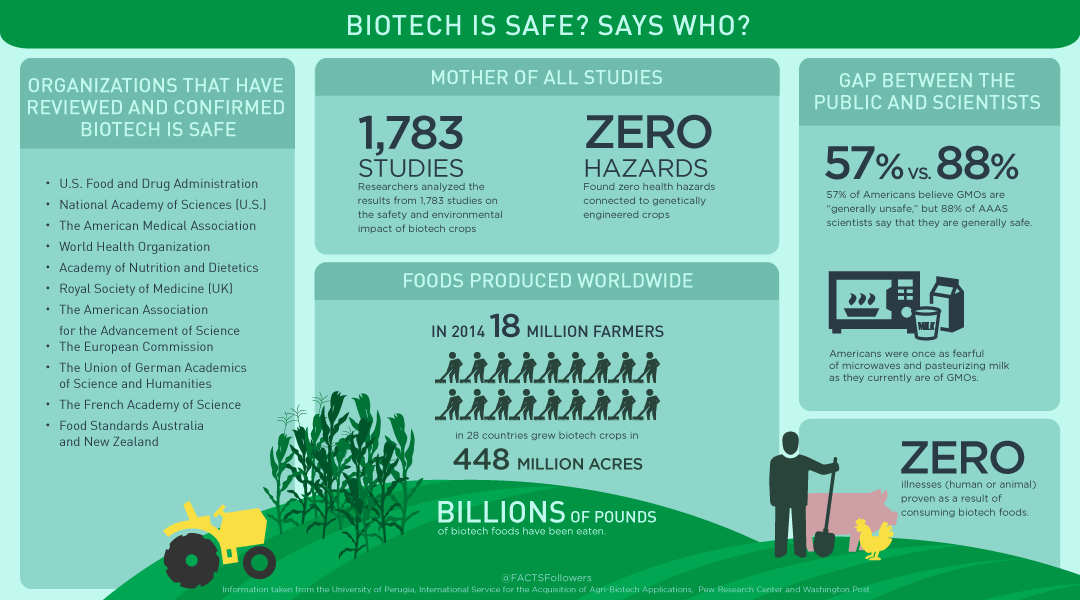 BIOTECH IS SAFE? SAYS WHO?
ORGANIZATIONS THAT HAVE
REVIEWED AND CONFIRMED
BIOTECH IS SAFE
• U.S. Food and Drug Administration
• National Academy of Sciences (U.S.)
• The American Medical Association
• World Health Organization
• Academy of Nutrition and Dietetics
• Royal Society of Medicine (UK)
• The American Association
for the Advancement of Science
• The European Commission
• The Union of German Academics
of Science and Humanities
• The French Academy of Science
• Food Standards Australia
and New Zealand
MOTHER OF ALL STUDIES
1,783
STUDIES
Researchers analyzed the
results from 1,783 studies on
the safety and environmental
impact of biotech crops
ZERO
HAZARDS
Found zero health hazards
connected to genetically
engineered crops
FOODS PRODUCED WORLDWIDE
IN 2014 18 MILLION FARMERS
in 28 countries grew biotech crops in
448 MILLION ACRES
BILLIONS OF POUNDS
of biotech foods have been eaten.
GAP BETWEEN THE
PUBLIC AND SCIENTISTS
57% VS. 88%
57% of Americans believe GMOs are
“generally unsafe,” but 88% of AAAS
scientists say that they are generally safe.
MILK
Americans were once as fearful
of microwaves and pasteurizing milk
as they currently are of GMOs.
ZERO
illnesses (human or animal)
proven as a result of
consuming biotech foods.
@FACTSFollowers
Information taken from the University of Perugia, International Service for the Acquisition of Agri-Biotech Applications, Pew Research Center and Washington Post